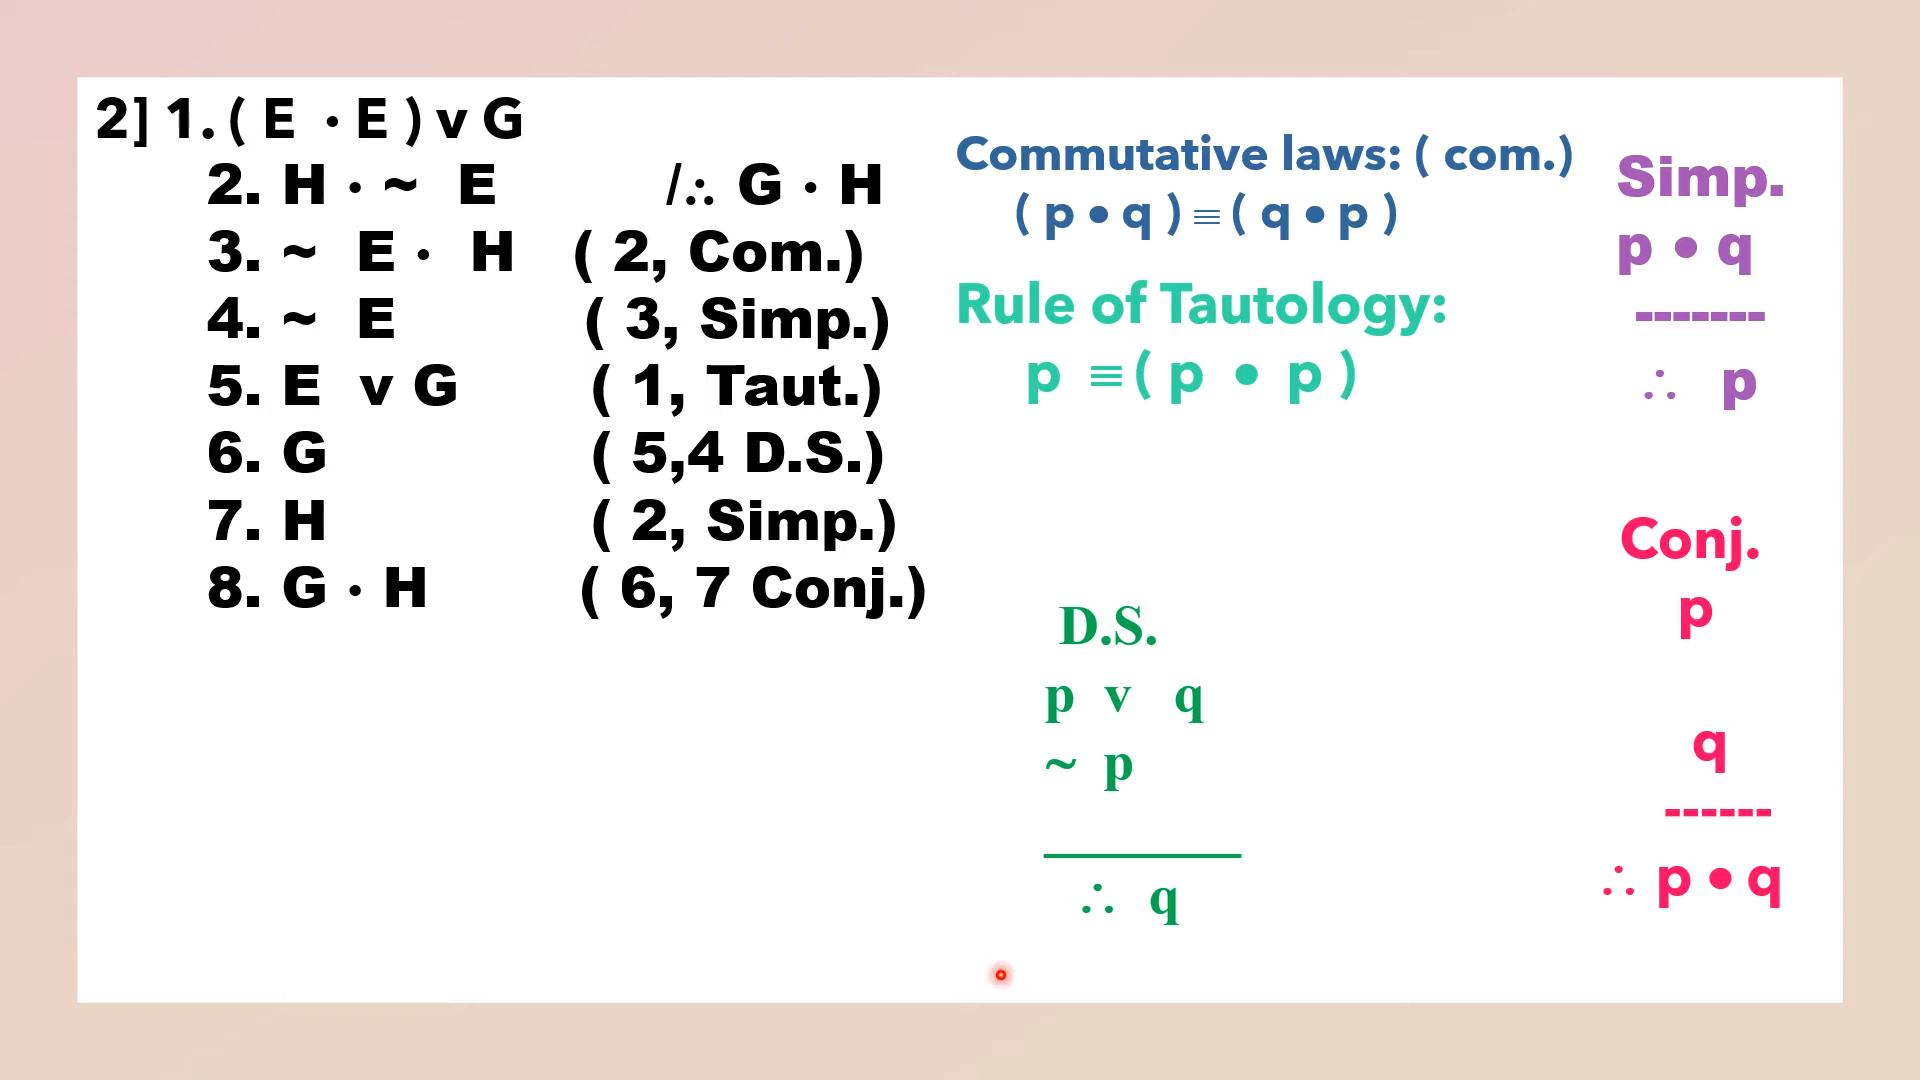 2] 1. ( E · E ) v G
2. H · ~ E /∴ G · H
3. ~ E · H ( 2, Com.)
4. ~ E ( 3, Simp.)
5. E v G ( 1, Taut.)
6. G ( 5,4 D.S.)
7. H ( 2, Simp.)
8. G · H ( 6, 7 Conj.)
Commutative laws: ( com.)
( p • q ) ≡ ( q • p )
Rule of Tautology:
p ≡ ( p • p )
D.S.
p v q
~ p
∴ q
Simp.
p • q
-------
∴ p
Conj.
p
q
------
∴ p • q